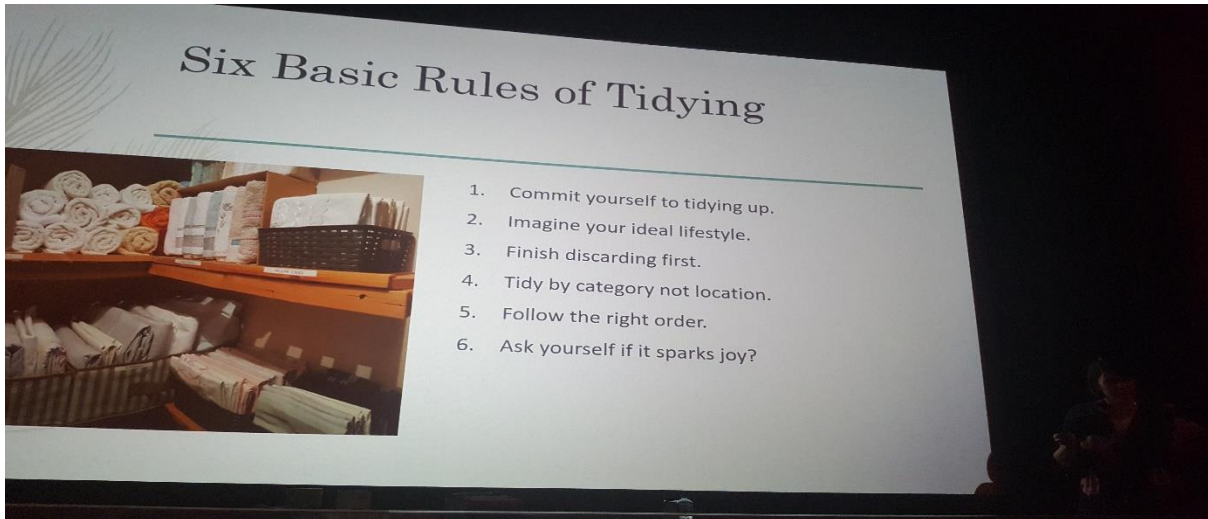 Six Basic Rules of Tidying
1. Commit yourself to tidying up.
2. Imagine your ideal lifestyle.
3. Finish discarding first.
4. Tidy by category not location.
5. Follow the right order.
6. Ask yourself if it sparks joy?